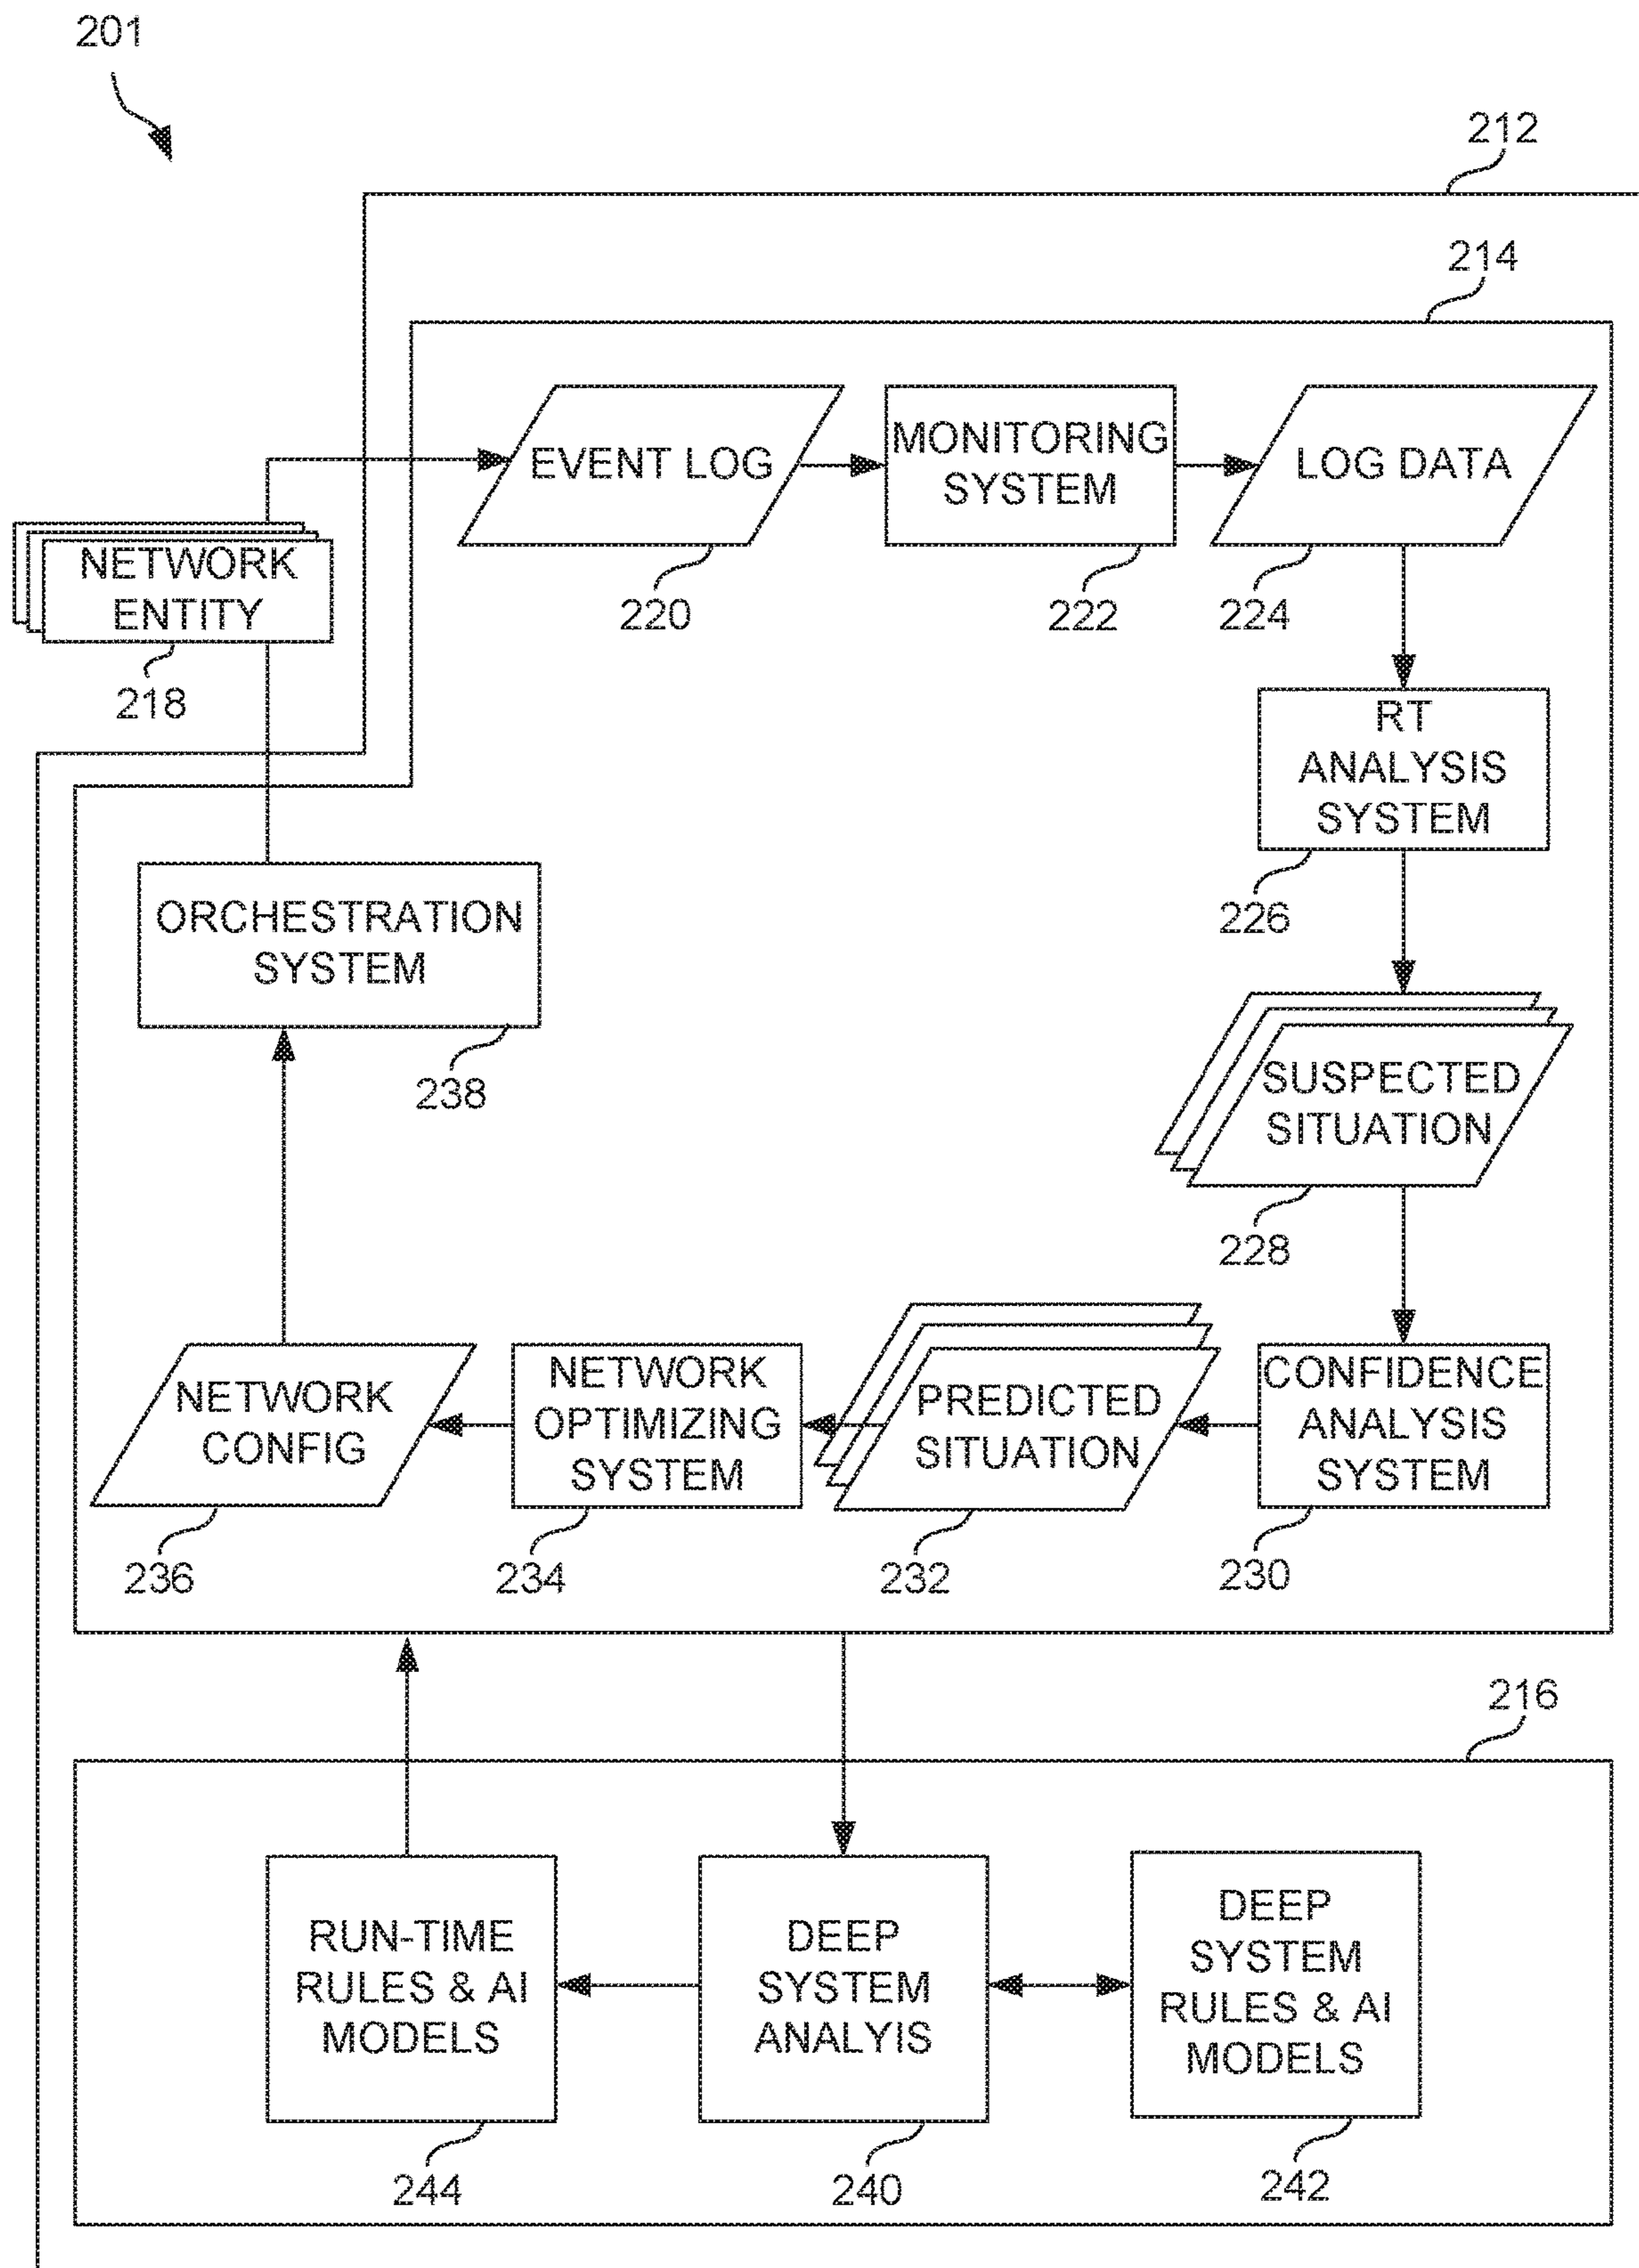 201
212
214
EVENT LOG
MONITORING
SYSTEM
LOG DATA
220
222
224
NETWORK
ENTITY
218
RT
ANALYSIS
SYSTEM
226
ORCHESTRATION
SYSTEM
238
SUSPECTED
SITUATION
228
NETWORK
CONFIG
NETWORK
OPTIMIZING
SYSTEM
PREDICTED
SITUATION
CONFIDENCE
ANALYSIS
SYSTEM
236
234
232
230
216
RUN-TIME
RULES & AI
MODELS
DEEP
SYSTEM
ANALYIS
DEEP
SYSTEM
RULES & AI
MODELS
244
240
242